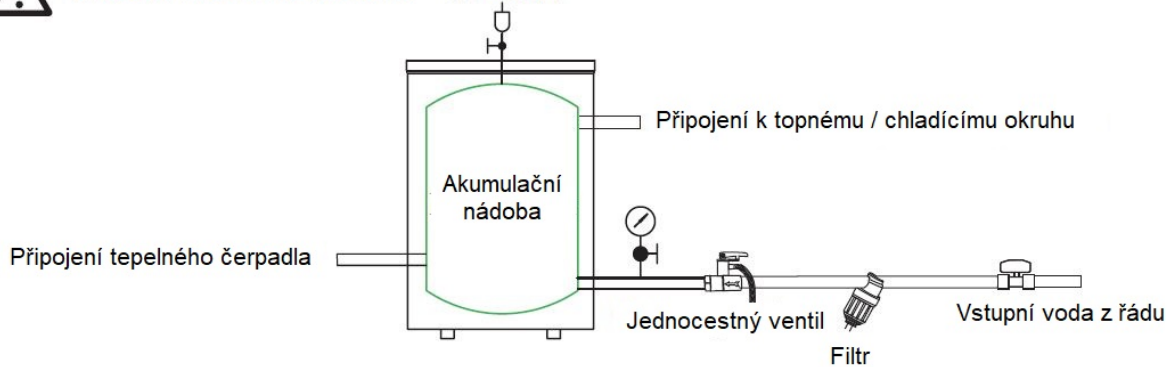 Připojení k topnému / chladícímu okruhu
Akumulační
nádoba
Připojení tepelného čerpadla
Jednocestný ventil
Vstupní voda z řádu
Filtr